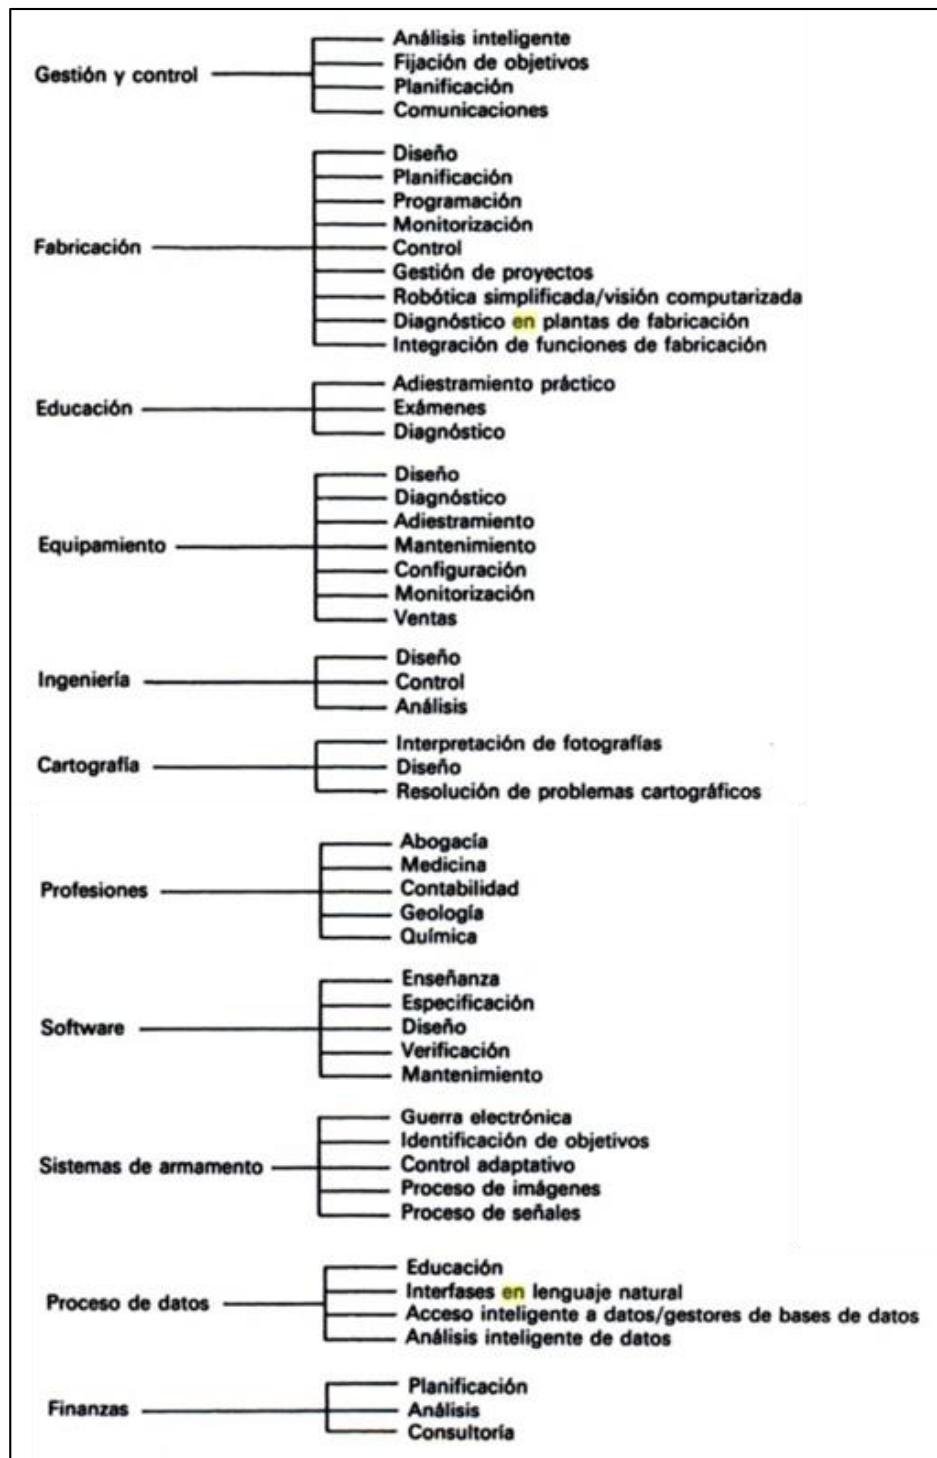 Gestión y control
Análisis inteligente
Fijación de objetivos
Planificación
Comunicaciones
Fabricación
Diseño
Planificación
Programación
Monitorización
Control
Gestión de proyectos
Robótica simplificada/visión computarizada
Diagnóstico en plantas de fabricación
Integración de funciones de fabricación
Educación
Adiestramiento práctico
Exámenes
Diagnóstico
Equipamiento
Diseño
Diagnóstico
Adiestramiento
Mantenimiento
Configuración
Monitorización
Ventas
Ingeniería
Diseño
Control
Análisis
Cartografía
Interpretación de fotografías
Diseño
Resolución de problemas cartográficos
Profesiones
Abogacía
Medicina
Contabilidad
Geología
Química
Software
Enseñanza
Especificación
Diseño
Verificación
Mantenimiento
Sistemas de armamento
Guerra electrónica
Identificación de objetivos
Control adaptativo
Proceso de imágenes
Proceso de señales
Proceso de datos
Educación
Interfases en lenguaje natural
Acceso inteligente a datos/gestores de bases de datos
Análisis inteligente de datos
Finanzas
Planificación
Análisis
Consultoría